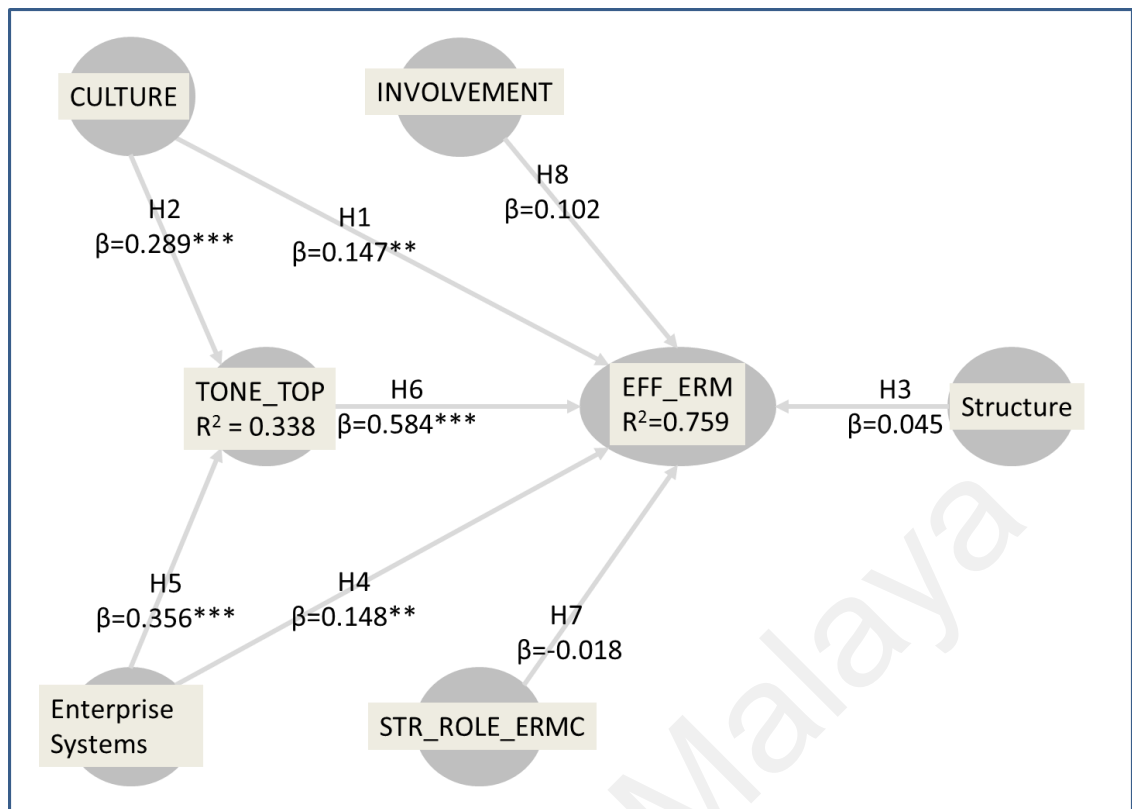 CULTURE
INVOLVEMENT
H8
β=0.102
H2
β=0.289***
H1
β=0.147**
TONE_TOP
R² = 0.338
H6
β=0.584***
EFF_ERM
R²=0.759
H3
β=0.045
Structure
H5
β=0.356***
H4
β=0.148**
H7
β=-0.018
Enterprise
Systems
STR_ROLE_ERMC
Malaya